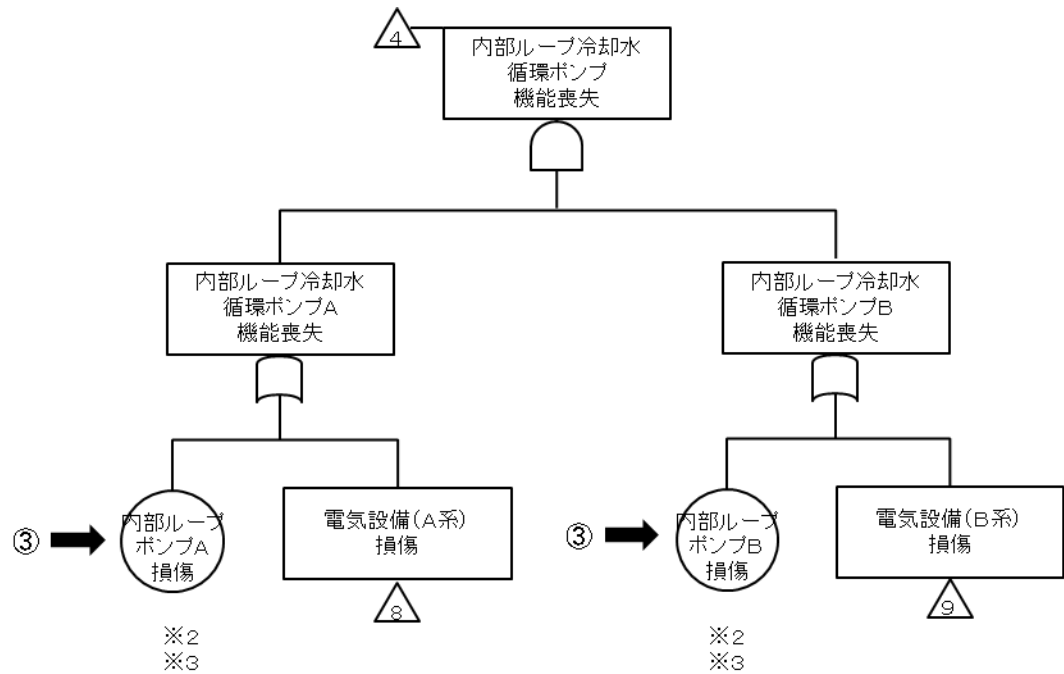 4
内部ループ冷却水
循環ポンプ
機能喪失
内部ループ冷却水
循環ポンプA
機能喪失
内部ループ冷却水
循環ポンプB
機能喪失
③
内部ループ
ポンプA
損傷
※2
※3
電気設備(A系)
損傷
8
③
内部ループ
ポンプB
損傷
※2
※3
電気設備(B系)
損傷
9